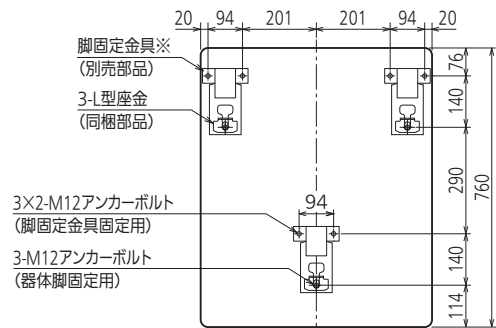 20 94 201 201 94 20
脚固定金具※
(別売部品)
3-L型座金
(同梱部品)
3×2-M12アンカーボルト
(脚固定金具固定用)
3-M12アンカーボルト
(器体脚固定用)
94
76
140
290
140
114
760